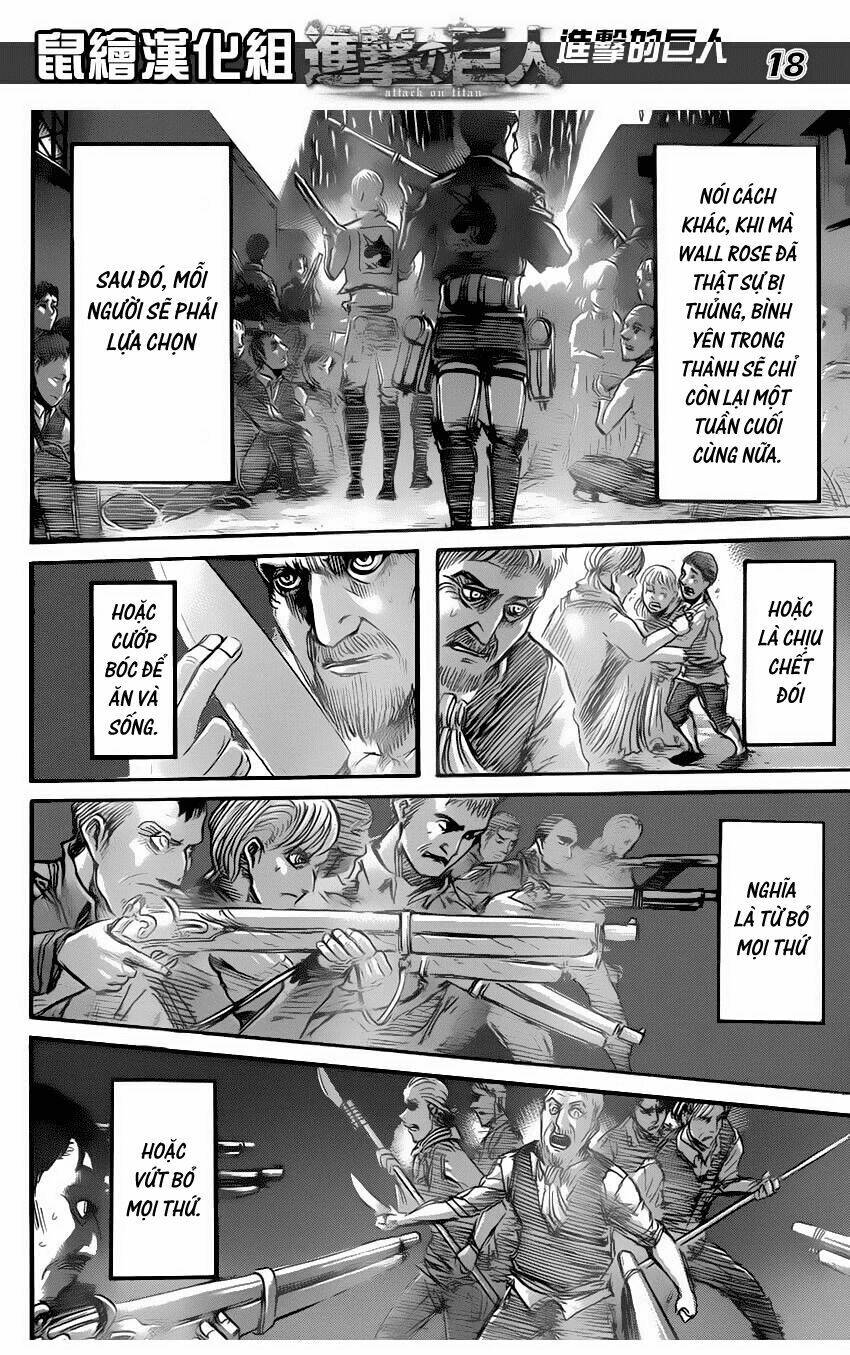 鼠繪漢化組
進撃の巨人
attack on titan
進擊的巨人
18
NÓI CÁCH
KHÁC, KHI MÀ
WALL ROSE ĐÃ
THẬT SỰ BỊ
THỦNG, BÌNH
YÊN TRONG
THÀNH SẼ CHỈ
CÒN LẠI MỘT
TUẦN CUỐI
CÙNG NỮA.
SAU ĐÓ, MỖI
NGƯỜI SẼ PHẢI
LỰA CHỌN
HOẶC
LÀ CHỊU
CHẾT
ĐÓI
HOẶC
CƯỚP
BÓC ĐỂ
ĂN VÀ
SỐNG.
NGHĨA
LÀ TỪ BỎ
MỌI THỨ
HOẶC
VỨT BỎ
MỌI THỨ.